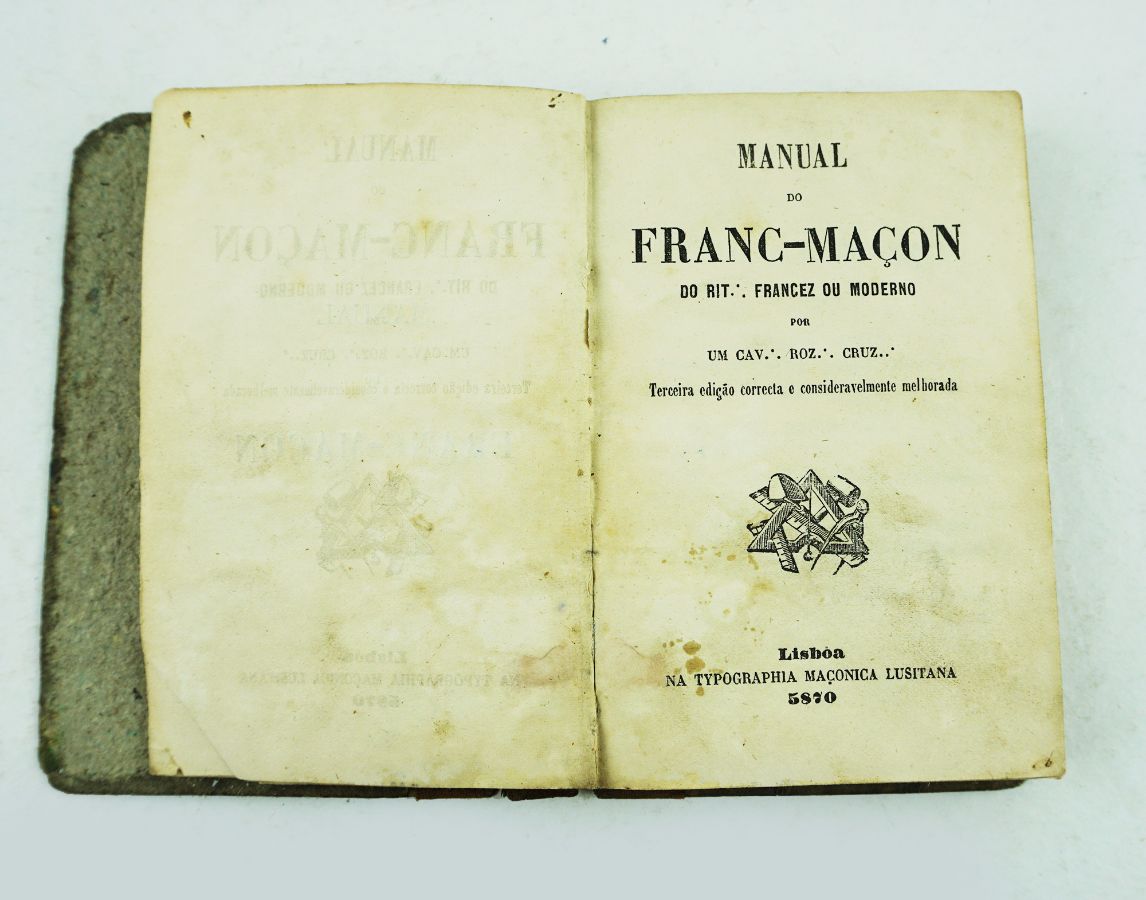 MANUAL
DO
FRANC-MAÇON
DO RIT.·. FRANCEZ OU MODERNO
POR
UM CAV.·. ROZ.·. CRUZ..·
Terceira edição correcta e consideravelmente melhorada
Lisbôa
NA TYPOGRAPHIA MAÇONICA LUSITANA
5870